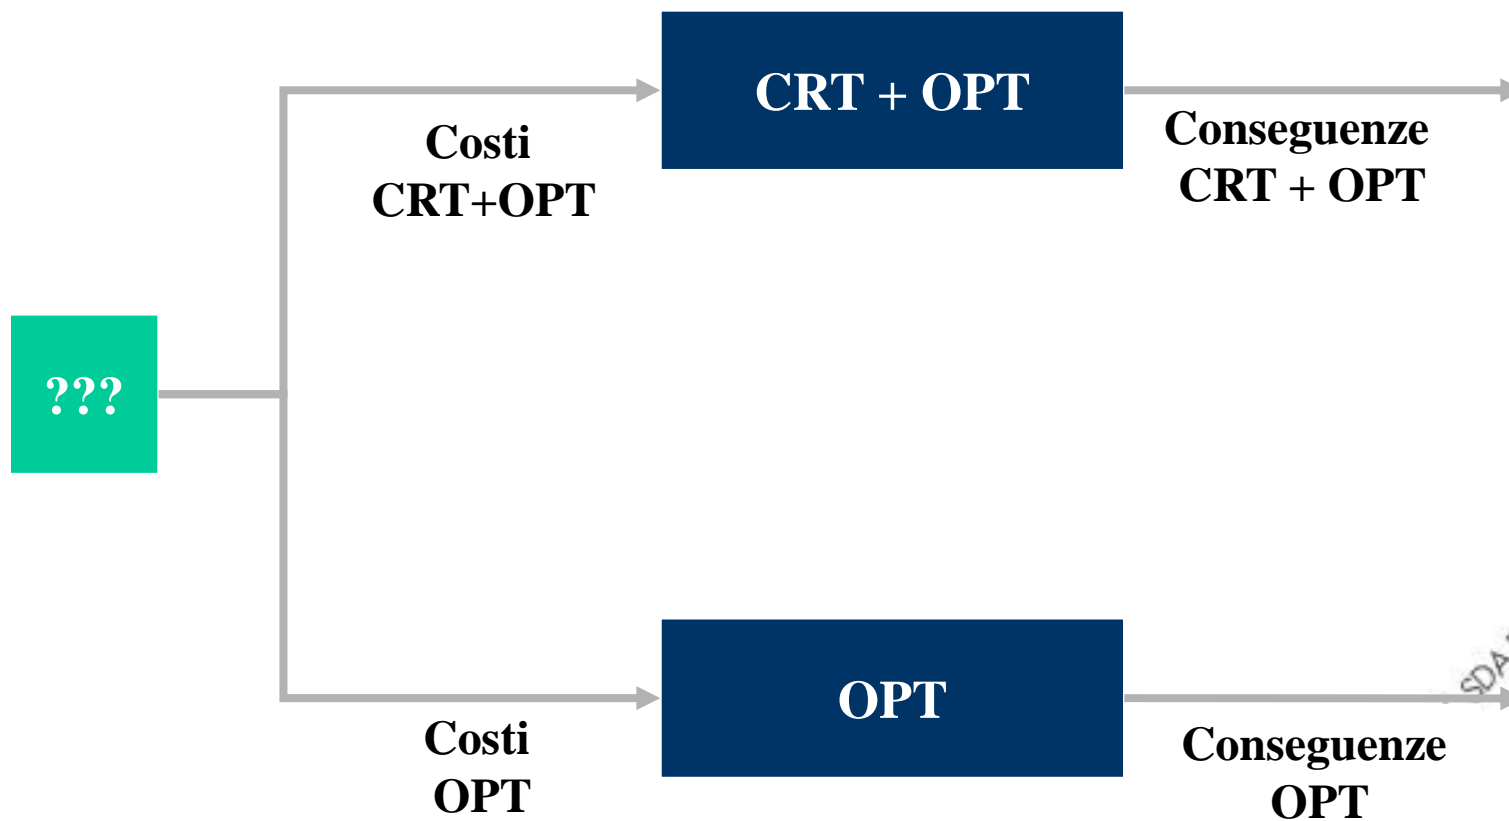 CRT + OPT
Costi
CRT+OPT
Conseguenze
CRT + OPT
???
OPT
Costi
OPT
Conseguenze
OPT